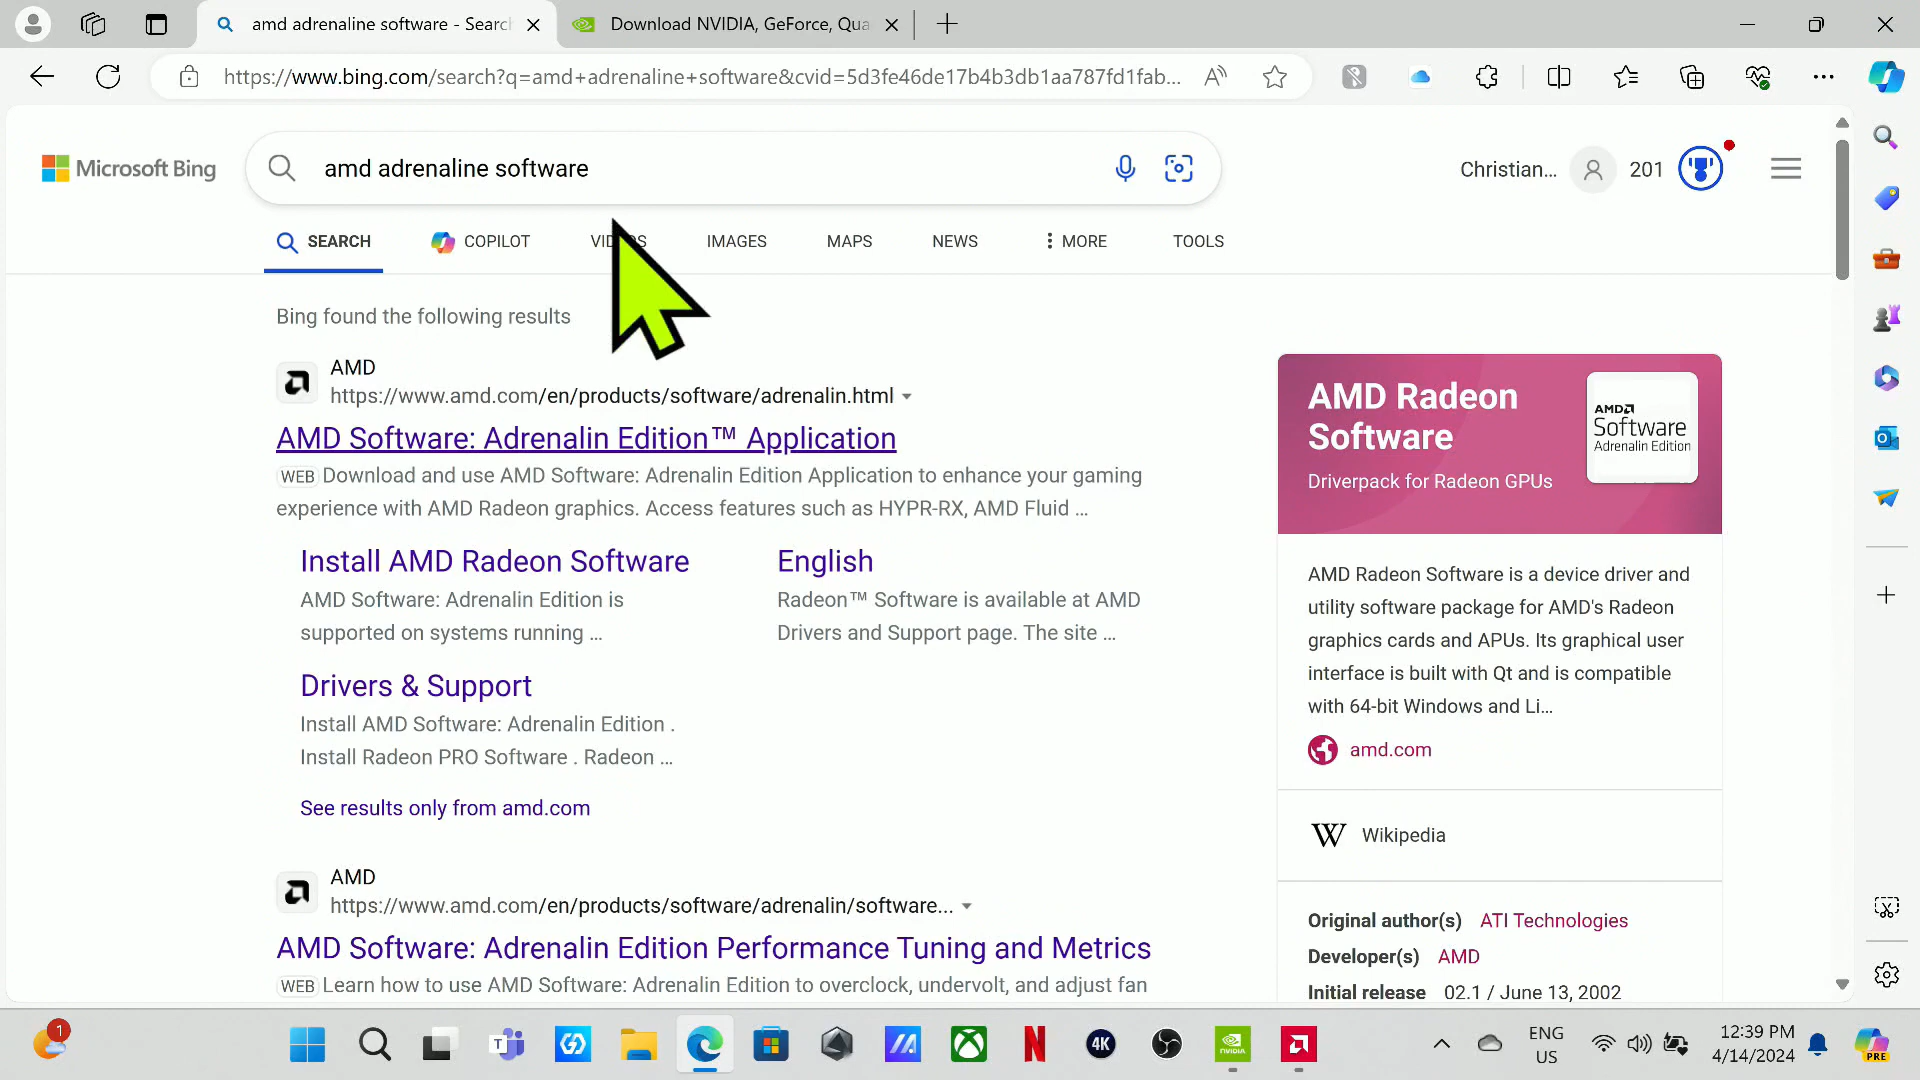 amd adrenaline software - Searc
Download NVIDIA, GeForce, Qua
https://www.bing.com/search?q=amd+adrenaline+software&cvid=5d3fe46de17b4b3db1aa787fd1fab...
Microsoft Bing
amd adrenaline software
Christian...
201
SEARCH
COPILOT
IMAGES
MAPS
NEWS
MORE
TOOLS
Bing found the following results
AMD
https://www.amd.com/en/products/software/adrenalin.html
AMD Software: Adrenalin Edition™ Application
WEB Download and use AMD Software: Adrenalin Edition Application to enhance your gaming
experience with AMD Radeon graphics. Access features such as HYPR-RX, AMD Fluid ...
Install AMD Radeon Software
AMD Software: Adrenalin Edition is
supported on systems running ...
English
Radeon™ Software is available at AMD
Drivers and Support page. The site ...
Drivers & Support
Install AMD Software: Adrenalin Edition .
Install Radeon PRO Software . Radeon ...
See results only from amd.com
AMD
https://www.amd.com/en/products/software/adrenalin/software...
AMD Software: Adrenalin Edition Performance Tuning and Metrics
WEB Learn how to use AMD Software: Adrenalin Edition to overclock, undervolt, and adjust fan
AMD Radeon
Software
Driverpack for Radeon GPUs
AMD
Software
Adrenalin Edition
AMD Radeon Software is a device driver and
utility software package for AMD's Radeon
graphics cards and APUs. Its graphical user
interface is built with Qt and is compatible
with 64-bit Windows and Li...
amd.com
W Wikipedia
Original author(s) ATI Technologies
Developer(s) AMD
Initial release 02.1 / June 13, 2002
1
4K
NVIDIA
ENG
US
12:39 PM
4/14/2024
PRE